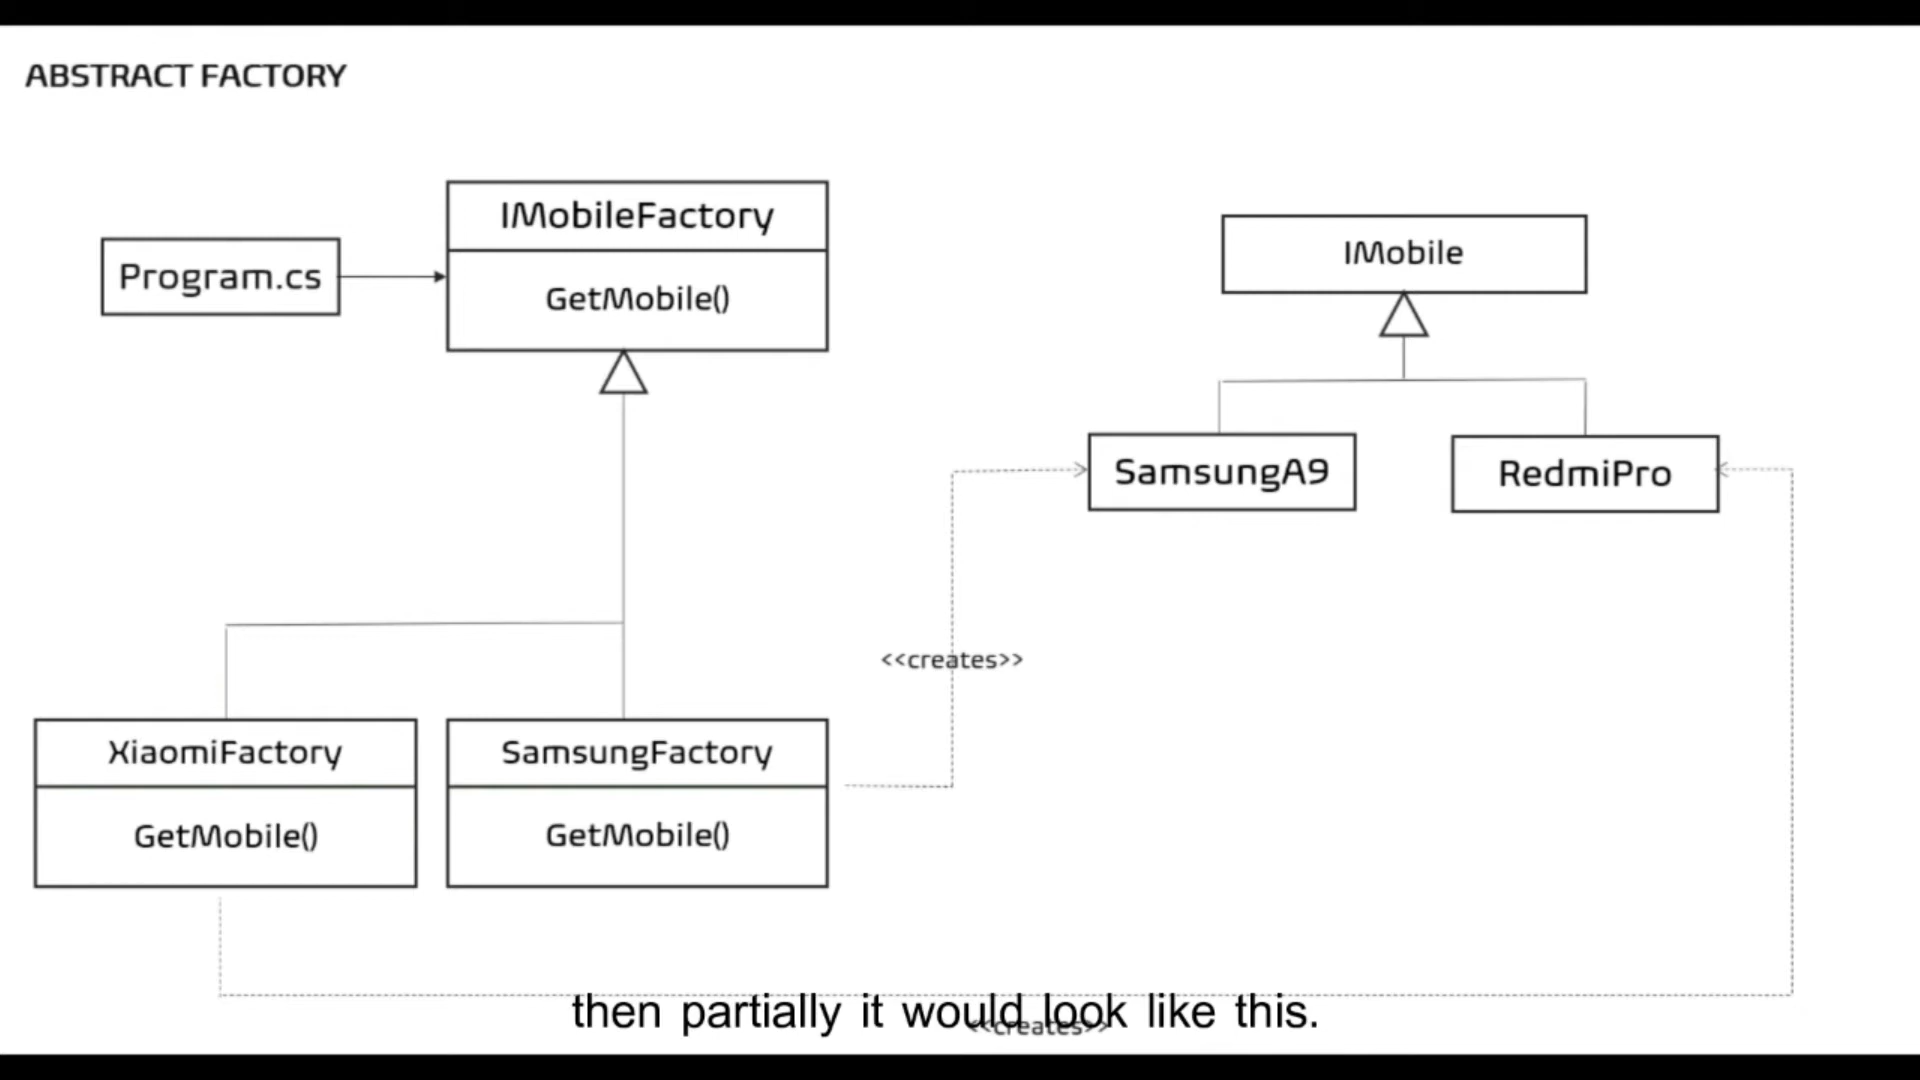 ABSTRACT FACTORY
IMobileFactory
GetMobile()
Program.cs
IMobile
SamsungA9
RedmiPro
<<creates>>
XiaomiFactory
GetMobile()
SamsungFactory
GetMobile()
then partially it would look like this.
<<creates>>